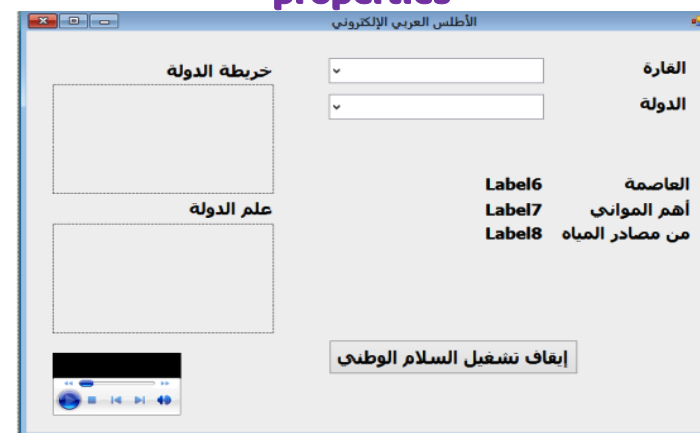 properties
الأطلس العربي الإلكتروني
القارة
خريطة الدولة
الدولة
العاصمة Label6
أهم المواني Label7
علم الدولة
من مصادر المياه Label8
إيقاف تشغيل السلام الوطني